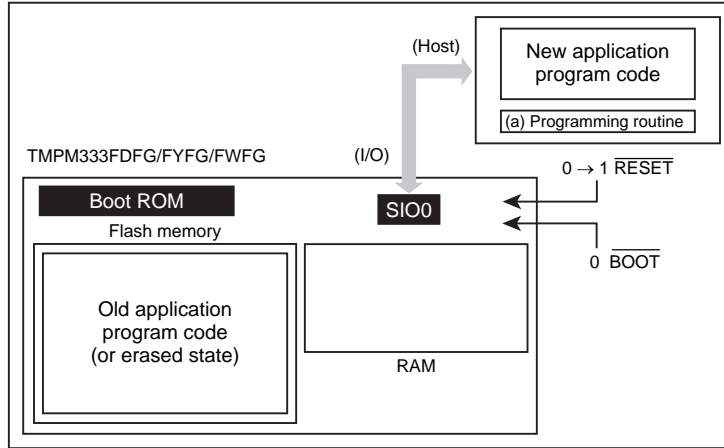 (Host)
New application
program code
(a) Programming routine
TMPM333FDFG/FYFG/FWFG
(I/O)
0 → 1 RESET
Boot ROM
SIO0
Flash memory
0 BOOT
Old application
program code
(or erased state)
RAM